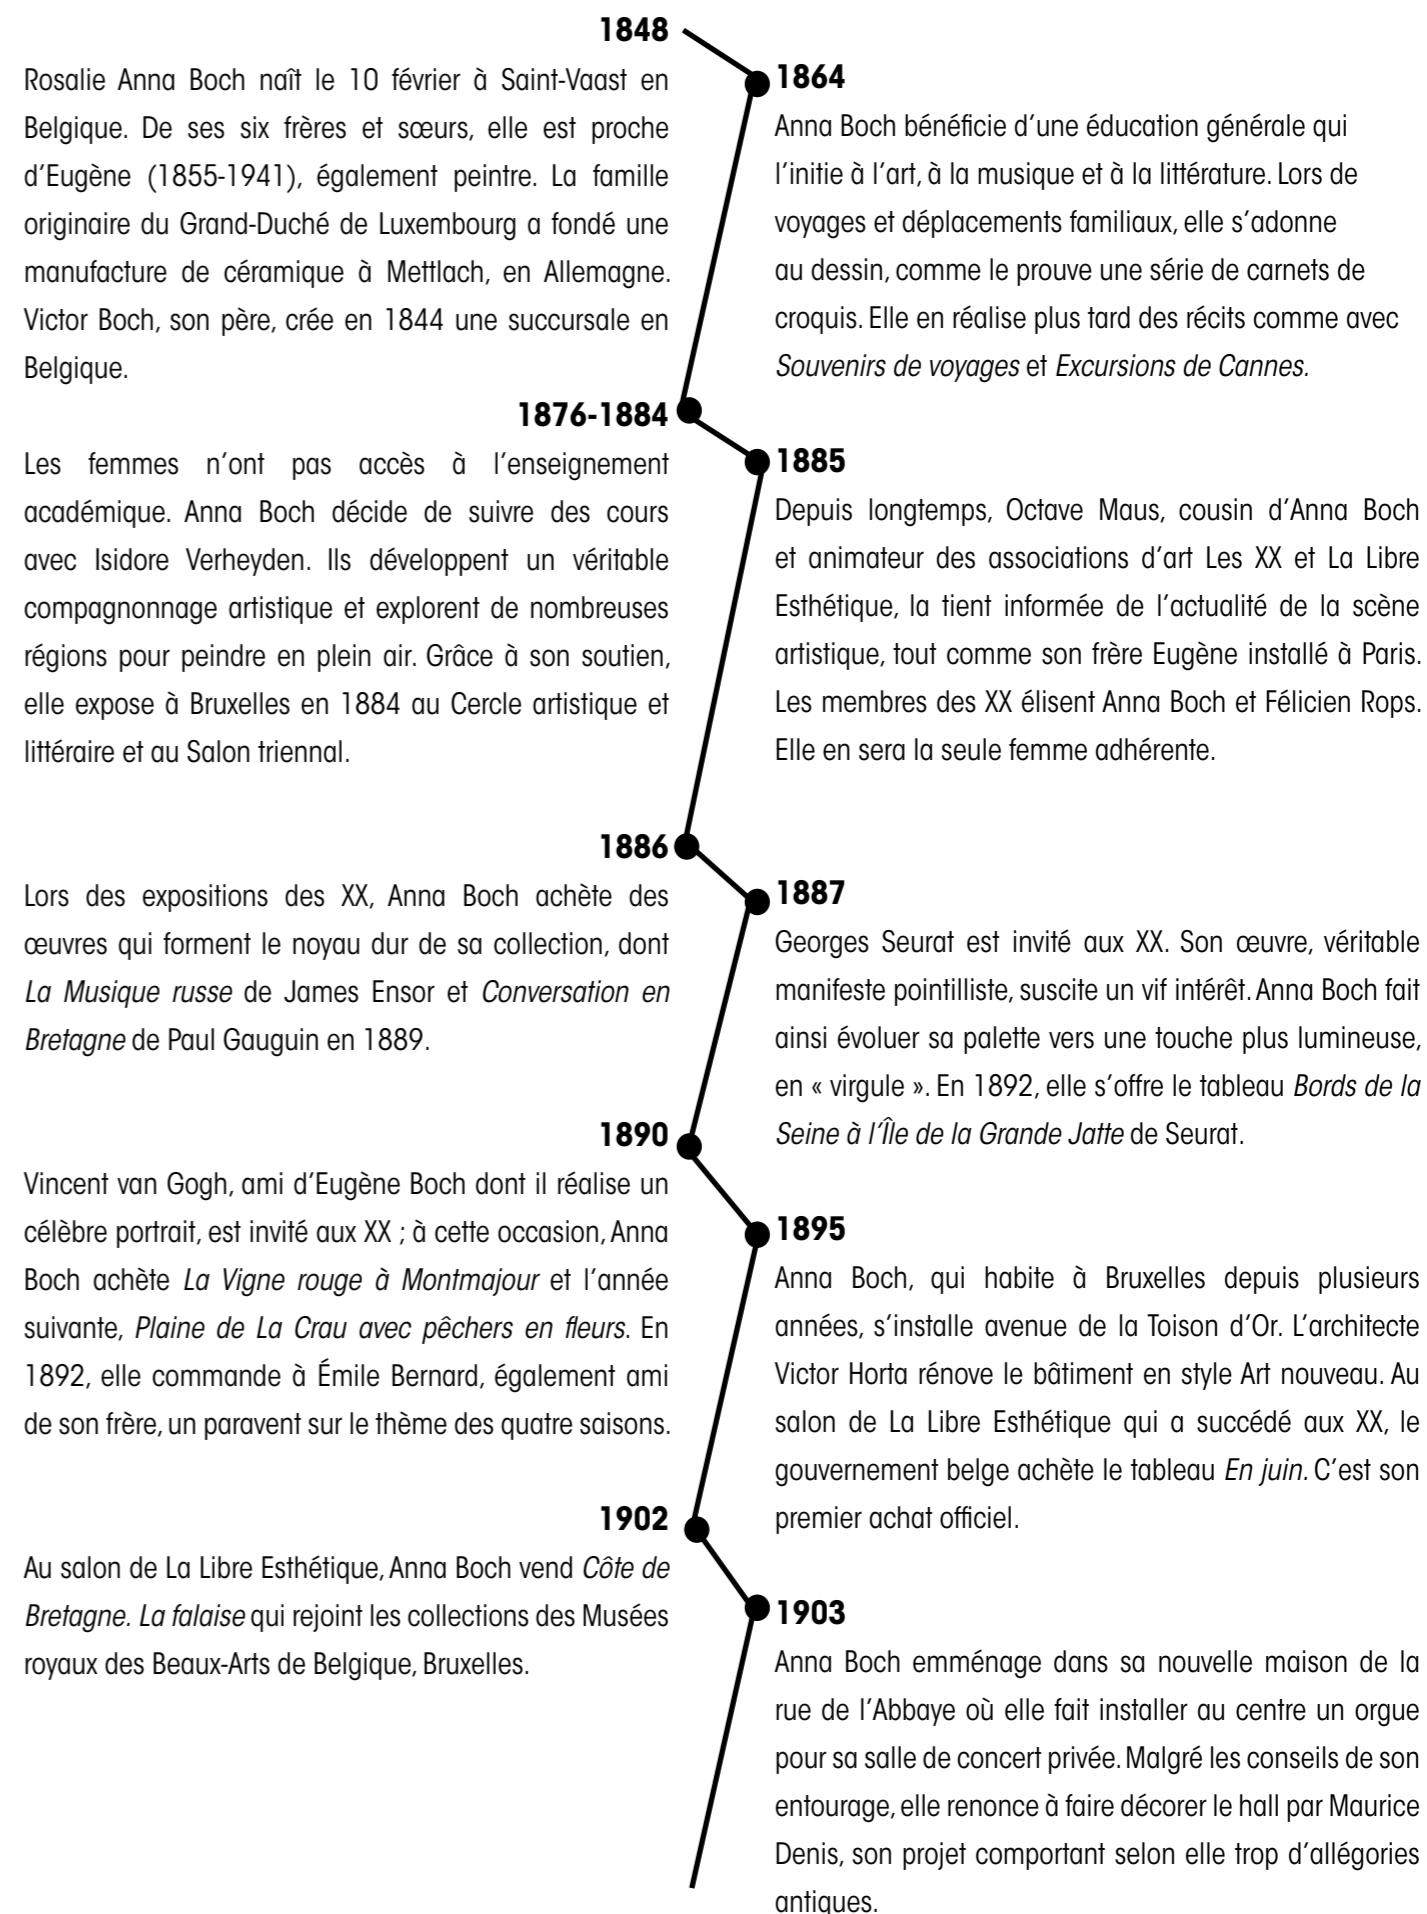 1848
Rosalie Anna Boch naît le 10 février à Saint-Vaast en
Belgique. De ses six frères et sœurs, elle est proche
d’Eugène (1855-1941), également peintre. La famille
originaire du Grand-Duché de Luxembourg a fondé une
manufacture de céramique à Mettlach, en Allemagne.
Victor Boch, son père, crée en 1844 une succursale en
Belgique.
1864
Anna Boch bénéficie d’une éducation générale qui
l’initie à l’art, à la musique et à la littérature. Lors de
voyages et déplacements familiaux, elle s’adonne
au dessin, comme le prouve une série de carnets de
croquis. Elle en réalise plus tard des récits comme avec
Souvenirs de voyages et Excursions de Cannes.
1876-1884
Les femmes n’ont pas accès à l’enseignement
académique. Anna Boch décide de suivre des cours
avec Isidore Verheyden. Ils développent un véritable
compagnonnage artistique et explorent de nombreuses
régions pour peindre en plein air. Grâce à son soutien,
elle expose à Bruxelles en 1884 au Cercle artistique et
littéraire et au Salon triennal.
1885
Depuis longtemps, Octave Maus, cousin d’Anna Boch
et animateur des associations d’art Les XX et La Libre
Esthétique, la tient informée de l’actualité de la scène
artistique, tout comme son frère Eugène installé à Paris.
Les membres des XX élisent Anna Boch et Félicien Rops.
Elle en sera la seule femme adhérente.
1886
Lors des expositions des XX, Anna Boch achète des
œuvres qui forment le noyau dur de sa collection, dont
La Musique russe de James Ensor et Conversation en
Bretagne de Paul Gauguin en 1889.
1887
Georges Seurat est invité aux XX. Son œuvre, véritable
manifeste pointilliste, suscite un vif intérêt. Anna Boch fait
ainsi évoluer sa palette vers une touche plus lumineuse,
en « virgule ». En 1892, elle s’offre le tableau Bords de la
Seine à l’Île de la Grande Jatte de Seurat.
1890
Vincent van Gogh, ami d’Eugène Boch dont il réalise un
célèbre portrait, est invité aux XX ; à cette occasion, Anna
Boch achète La Vigne rouge à Montmajour et l’année
suivante, Plaine de La Crau avec pêchers en fleurs. En
1892, elle commande à Émile Bernard, également ami
de son frère, un paravent sur le thème des quatre saisons.
1895
Anna Boch, qui habite à Bruxelles depuis plusieurs
années, s’installe avenue de la Toison d’Or. L’architecte
Victor Horta rénove le bâtiment en style Art nouveau. Au
salon de La Libre Esthétique qui a succédé aux XX, le
gouvernement belge achète le tableau En juin. C’est son
premier achat officiel.
1902
Au salon de La Libre Esthétique, Anna Boch vend Côte de
Bretagne. La falaise qui rejoint les collections des Musées
royaux des Beaux-Arts de Belgique, Bruxelles.
1903
Anna Boch emménage dans sa nouvelle maison de la
rue de l’Abbaye où elle fait installer au centre un orgue
pour sa salle de concert privée. Malgré les conseils de son
entourage, elle renonce à faire décorer le hall par Maurice
Denis, son projet comportant selon elle trop d’allégories
antiques.